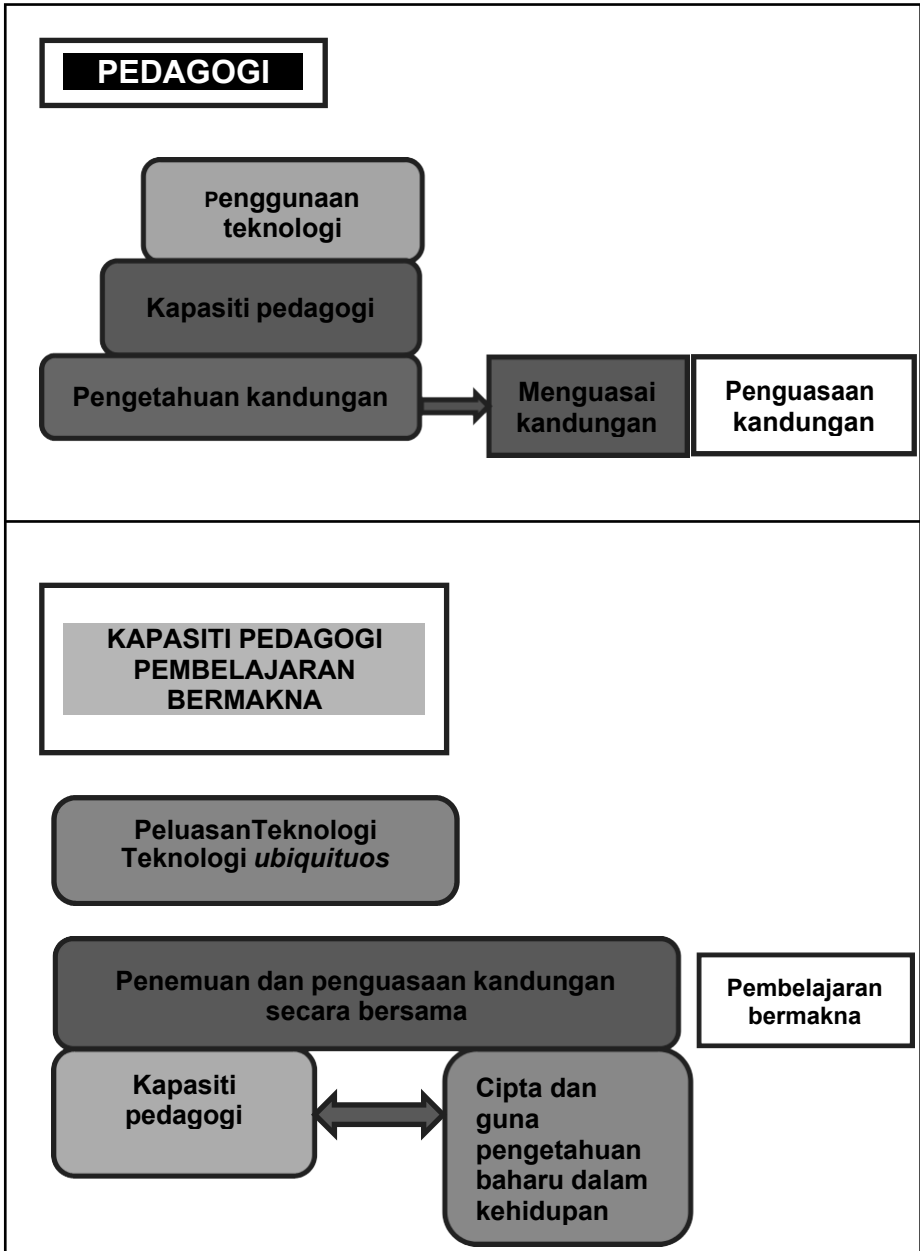 PEDAGOGI
Penggunaan
teknologi
Kapasiti pedagogi
Pengetahuan kandungan
Menguasai
kandungan
Penguasaan
kandungan
KAPASITI PEDAGOGI
PEMBELAJARAN
BERMAKNA
PeluasanTeknologi
Teknologi ubiquituos
Penemuan dan penguasaan kandungan
secara bersama
Pembelajaran
bermakna
Kapasiti
pedagogi
Cipta dan
guna
pengetahuan
baharu dalam
kehidupan